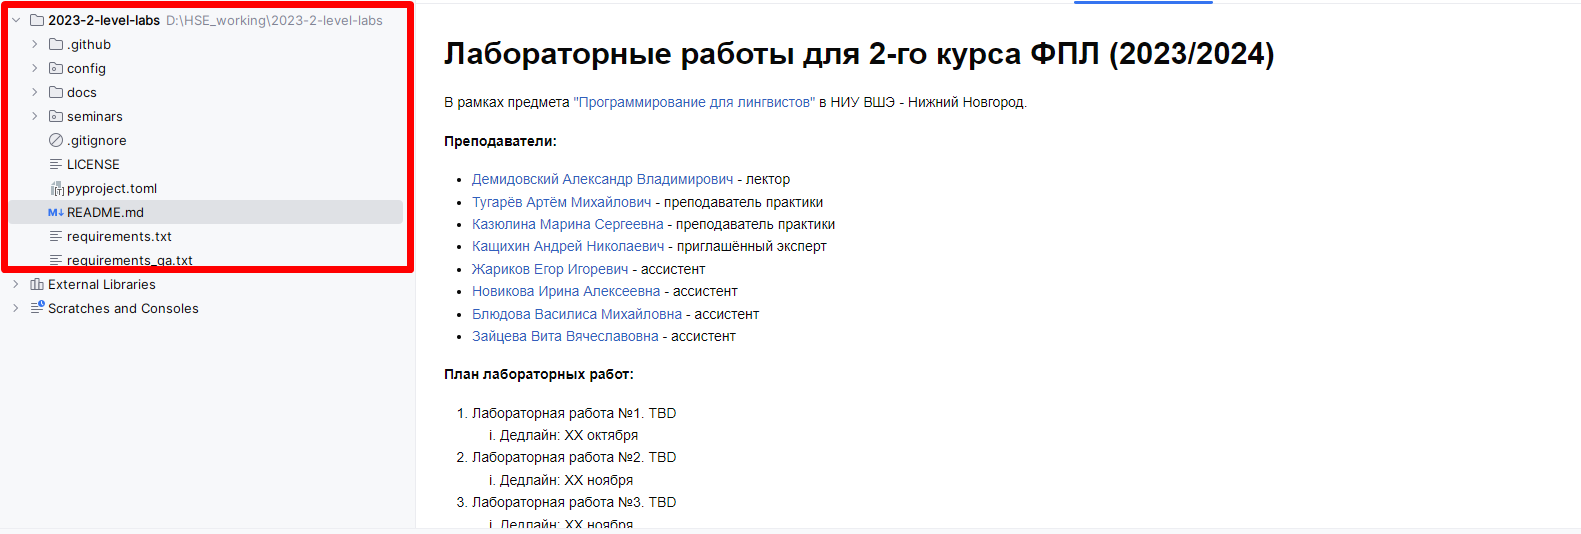 2023-2-level-labs D:\HSE_working\2023-2-level-labs
.github
config
docs
seminars
.gitignore
LICENSE
pyproject.toml
README.md
requirements.txt
requirements_qa.txt
External Libraries
Scratches and Consoles
Лабораторные работы для 2-го курса ФПЛ (2023/2024)
В рамках предмета "Программирование для лингвистов" в НИУ ВШЭ - Нижний Новгород.
Преподаватели:
• Демидовский Александр Владимирович - лектор
• Тугарёв Артём Михайлович - преподаватель практики
• Казюлина Марина Сергеевна - преподаватель практики
• Кащихин Андрей Николаевич - приглашённый эксперт
• Жариков Егор Игоревич - ассистент
• Новикова Ирина Алексеевна - ассистент
• Блюдова Василиса Михайловна - ассистент
• Зайцева Вита Вячеславовна - ассистент
План лабораторных работ:
1. Лабораторная работа №1. TBD
i. Дедлайн: XX октября
2. Лабораторная работа №2. TBD
i. Дедлайн: XX ноября
3. Лабораторная работа №3. TBD
i. Дедлайн: XX ноября